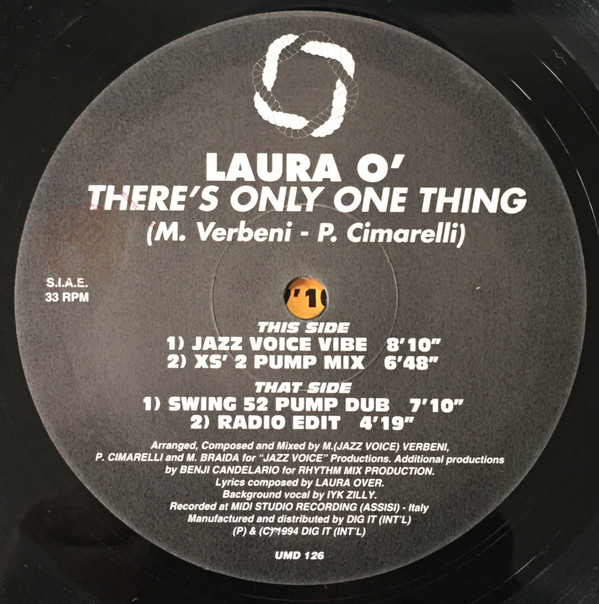 LAURA O'
THERE'S ONLY ONE THING
(M. Verbeni - P. Cimarelli)
S.I.A.E.
33 RPM
THIS SIDE
1) JAZZ VOICE VIBE 8'10"
2) XS' 2 PUMP MIX 6'48"
THAT SIDE
1) SWING 52 PUMP DUB 7'10"
2) RADIO EDIT 4'19"
Arranged, Composed and Mixed by M.(JAZZ VOICE) VERBENI,
P. CIMARELLI and M. BRAIDA for "JAZZ VOICE" Productions. Additional productions
by BENJI CANDELARIO for RHYTHM MIX PRODUCTION.
Lyrics composed by LAURA OVER.
Background vocal by IYK ZILLY.
Recorded at MIDI STUDIO RECORDING (ASSISI) - Italy
Manufactured and distributed by DIG IT (INT'L)
(P) & (C) 1994 DIG IT (INT'L)
UMD 126